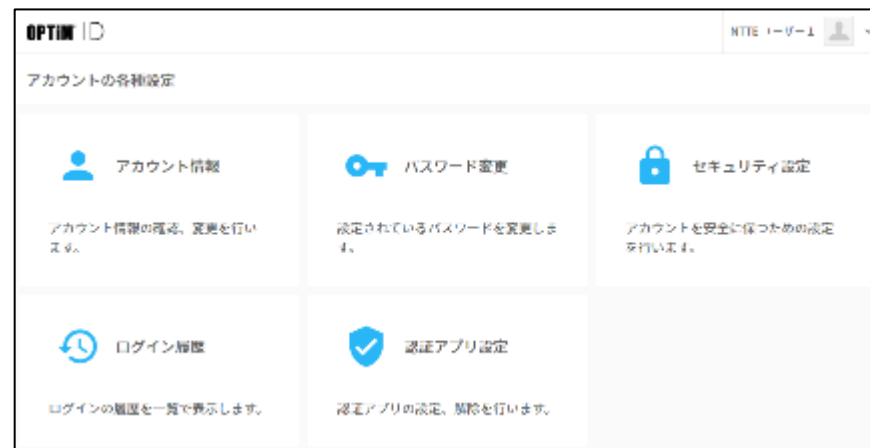 OPTiM ID
NTTE ユーザー1
アカウントの各種設定
アカウント情報
パスワード変更
セキュリティ設定
アカウント情報の確認、変更を行い
ます。
設定されているパスワードを変更しま
す。
アカウントを安全に保つための設定
を行います。
ログイン履歴
認証アプリ設定
ログインの履歴を一覧で表示します。
認証アプリの設定、解除を行います。